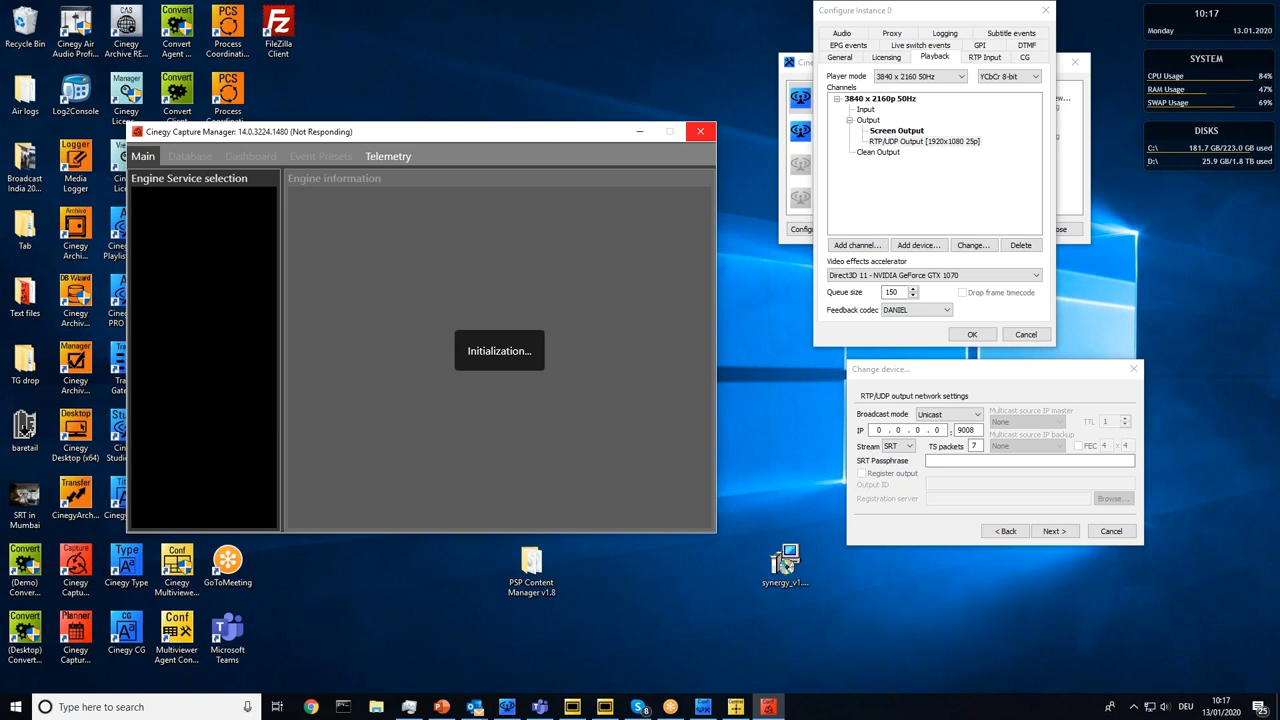 Recycle Bin
Cinegy Air
Audio Profi...
Cinegy
Archive RE...
Convert
Agent ...
Process
Coordinati...
FileZilla
Client
Air logs
Log2Console
Cinegy
Licens...
Convert
Manager ...
Process
Coordinati...
Broadcast
India 20...
Media
Logger
Tab
Cinegy
Archi...
Text files
Cinegy
Archiv...
TG drop
Cinegy
Archiv...
baretail
Cinegy
Desktop (x64)
SRT in
Mumbai
CinegyArch...
(Demo)
Conver...
Cinegy
Captu...
Cinegy Type
Cinegy
Multiviewe...
GoToMeeting
(Desktop)
Convert...
Cinegy
Captur...
Cinegy CG
Multiviewer
Agent Con...
Microsoft
Teams
PSP Content
Manager v1.8
synergy_v1....
Cinegy Capture Manager: 14.0.3224.1480 (Not Responding)
Main Database Dashboard Event Presets Telemetry
Engine Service selection
Engine information
Initialization...
Configure Instance 0
Audio Proxy Logging Subtitle events
EPG events Live switch events GPI DTMF
General Licensing Playback RTP Input CG
Player mode 3840 x 2160 50Hz YCbCr 8-bit
Channels
3840 x 2160p 50Hz
Input
Output
Screen Output
RTP/UDP Output [1920x1080 25p]
Clean Output
Add channel... Add device... Change... Delete
Video effects accelerator
Direct3D 11 - NVIDIA GeForce GTX 1070
Queue size 150 Drop frame timecode
Feedback codec DANIEL
OK Cancel
Change device...
RTP/UDP output network settings
Broadcast mode Unicast Multicast source IP master
None TTL 1
IP 0 . 0 . 0 . 0 : 9008
Multicast source IP backup
Stream SRT TS packets 7 None FEC 4 x 4
SRT Passphrase
Register output
Output ID
Registration server Browse...
< Back Next > Cancel
10:17
Monday 13.01.2020
SYSTEM
CPU Usage 84%
RAM Usage 47%
SWAP Usage 69%
DISKS
C:\ 181.7 GB/223.0 GB used
D:\ 25.9 GB/1.8 TB used
Type here to search
DEU
10:17
13/01/2020